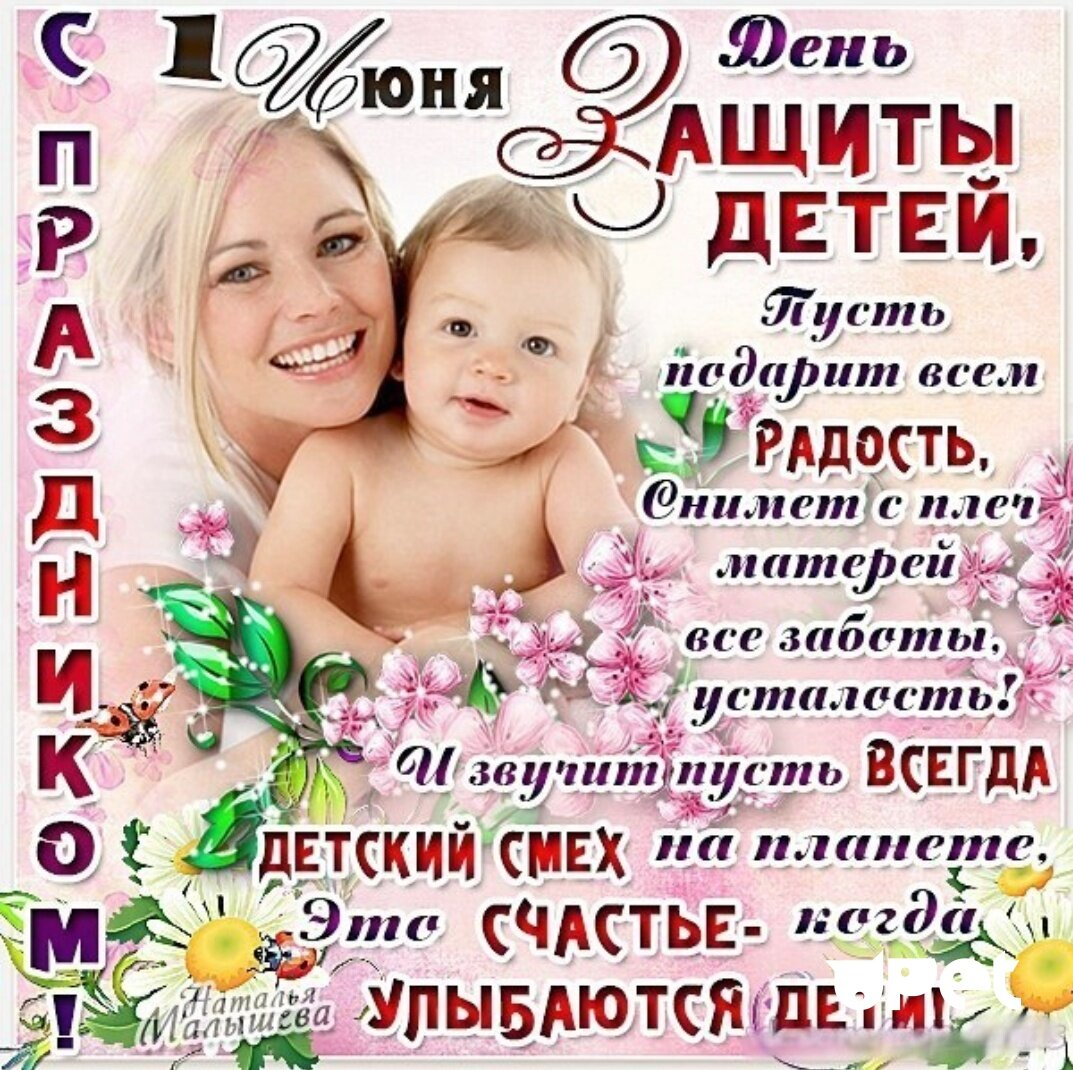 С ПРАЗДНИКОМ!
1 Июня
День
ЗАЩИТЫ
ДЕТЕЙ,
Пусть
подарит всем
РАДОСТЬ,
Снимет с плеч
матерей
все заботы,
усталость!
И звучит пусть ВСЕГДА
ДЕТСКИЙ СМЕХ на планете,
Это СЧАСТЬЕ- когда
УЛЫБАЮТСЯ ДЕТИ!
Наталья
Малышева